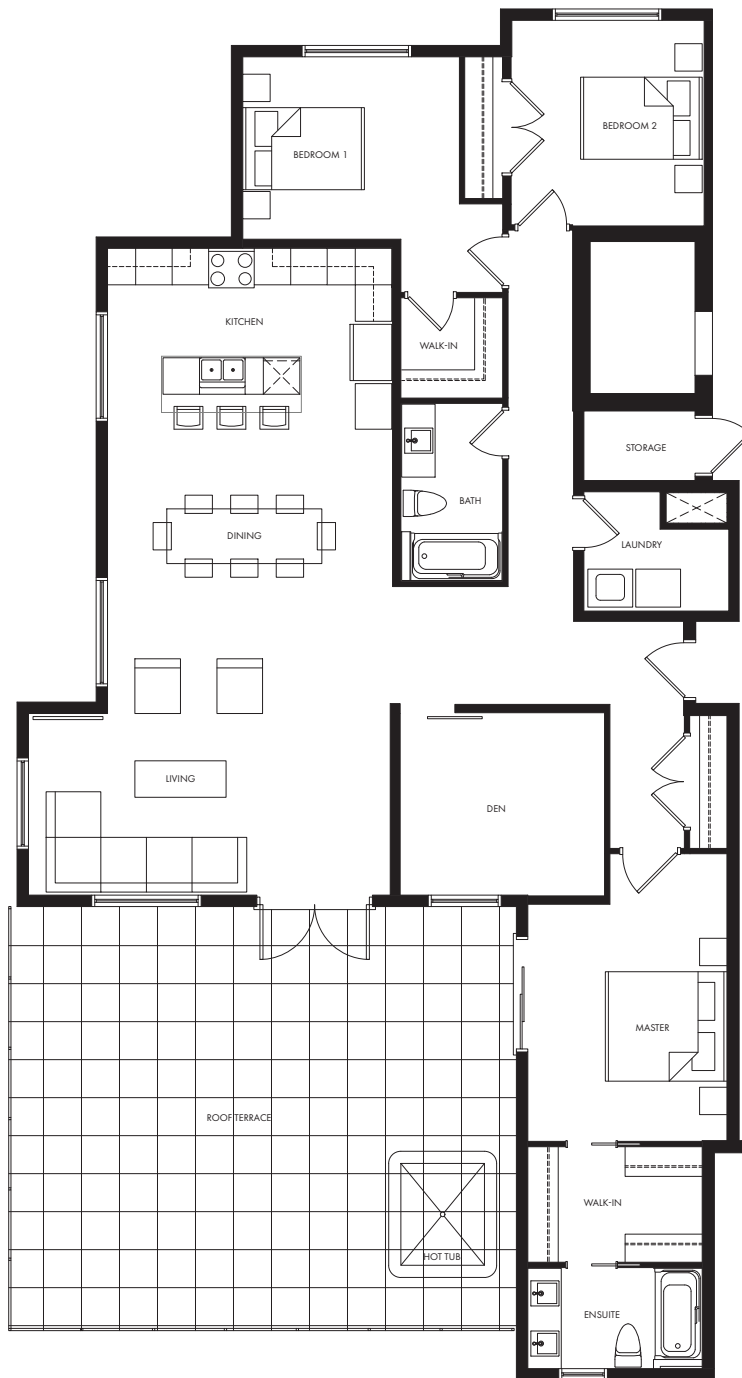 BEDROOM 2
BEDROOM 1
KITCHEN
WALK-IN
STORAGE
BATH
DINING
LAUNDRY
LIVING
DEN
MASTER
ROOF TERRACE
WALK-IN
HOT TUB
ENSUITE